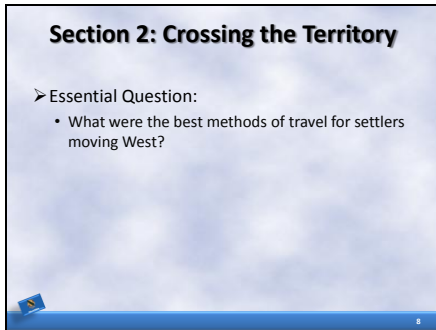 Section 2: Crossing the Territory
➢Essential Question:
• What were the best methods of travel for settlers
moving West?
8